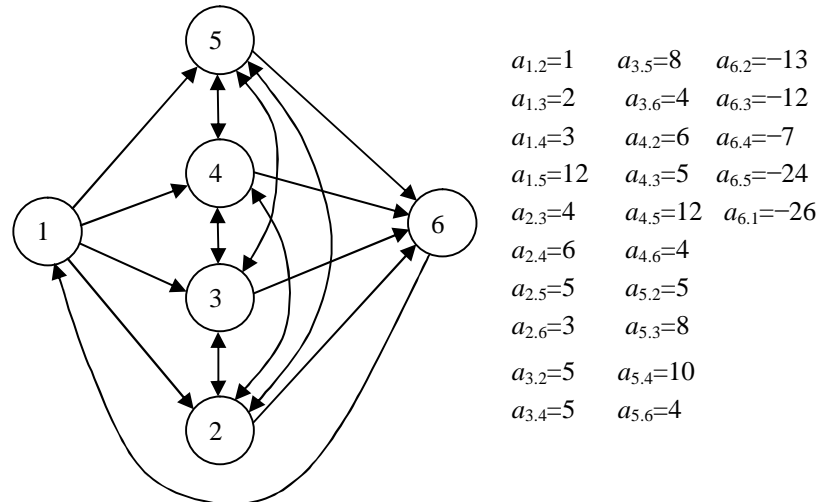 5
4
1
6
3
2
a1.2=1 a3.5=8 a6.2=−13
a1.3=2 a3.6=4 a6.3=−12
a1.4=3 a4.2=6 a6.4=−7
a1.5=12 a4.3=5 a6.5=−24
a2.3=4 a4.5=12 a6.1=−26
a2.4=6 a4.6=4
a2.5=5 a5.2=5
a2.6=3 a5.3=8
a3.2=5 a5.4=10
a3.4=5 a5.6=4